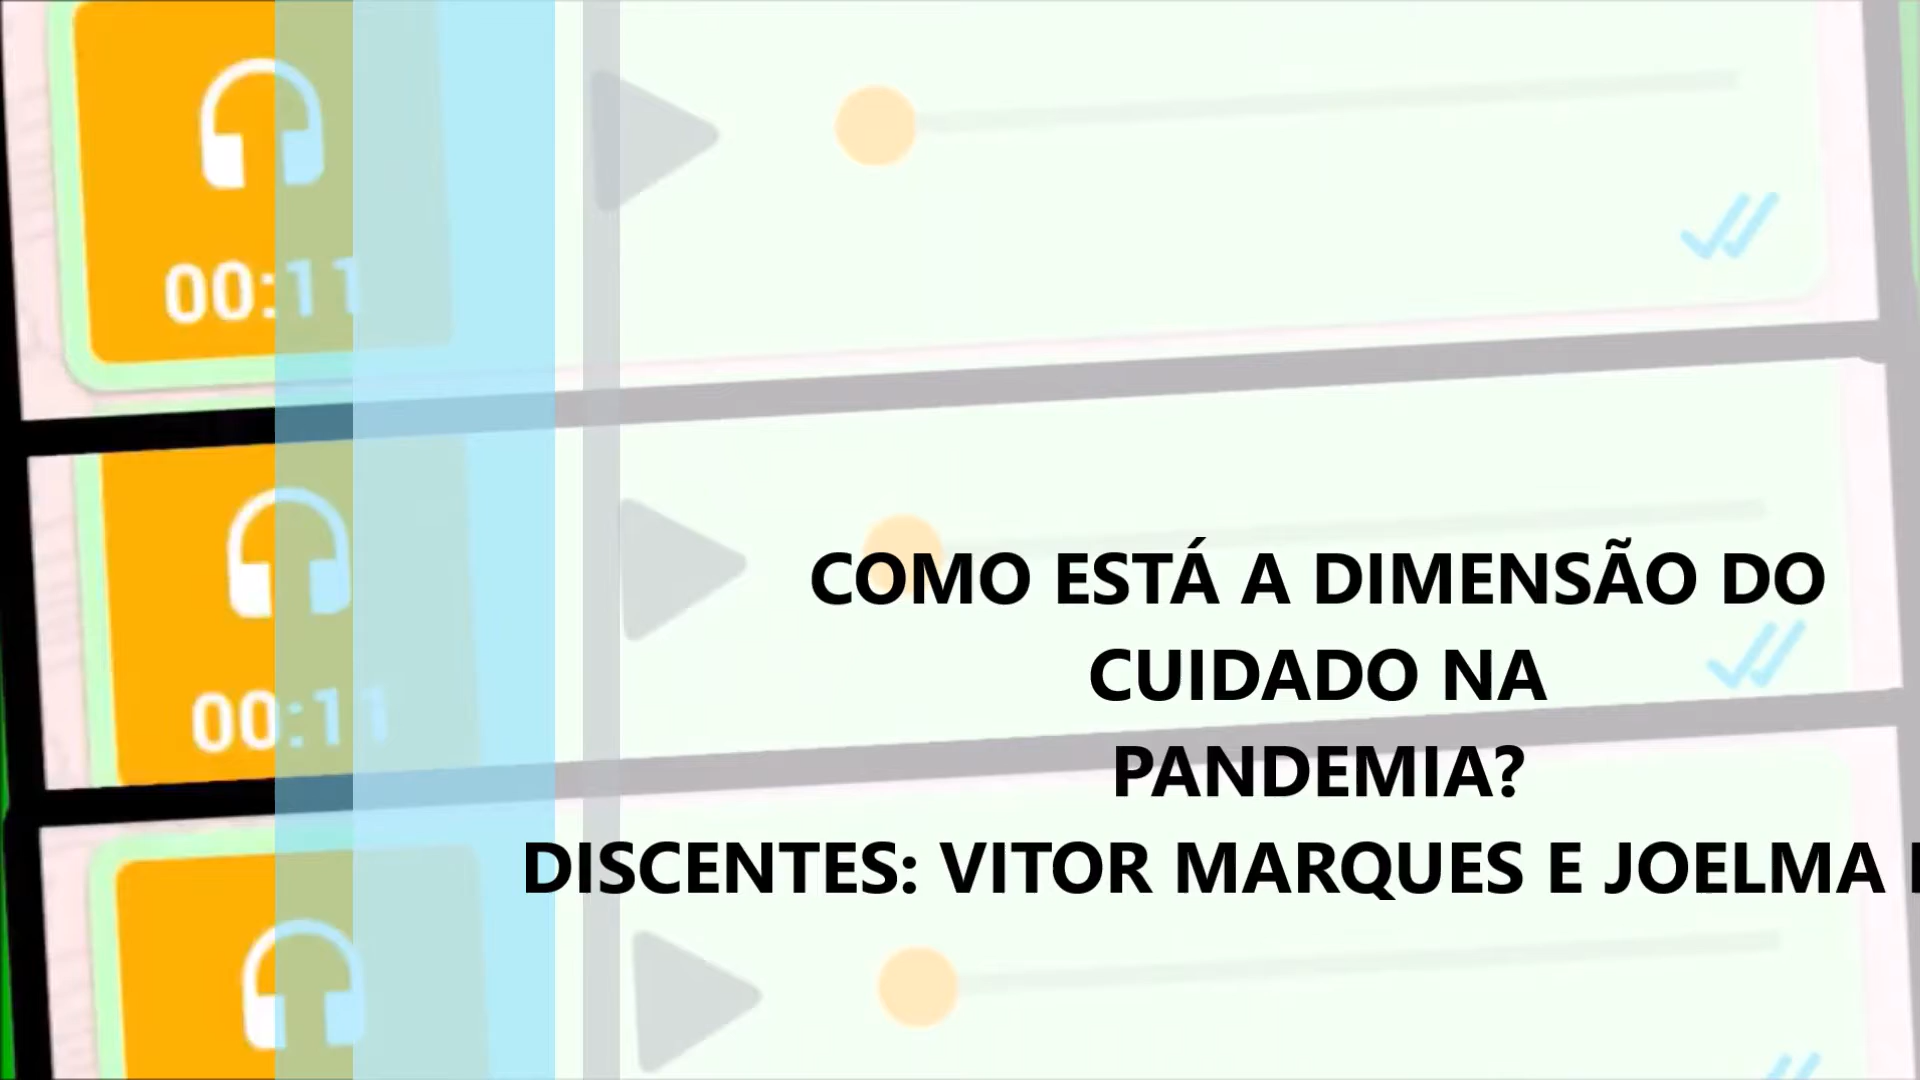 00:11
00:11
COMO ESTÁ A DIMENSÃO DO
CUIDADO NA
PANDEMIA?
DISCENTES: VITOR MARQUES E JOELMA